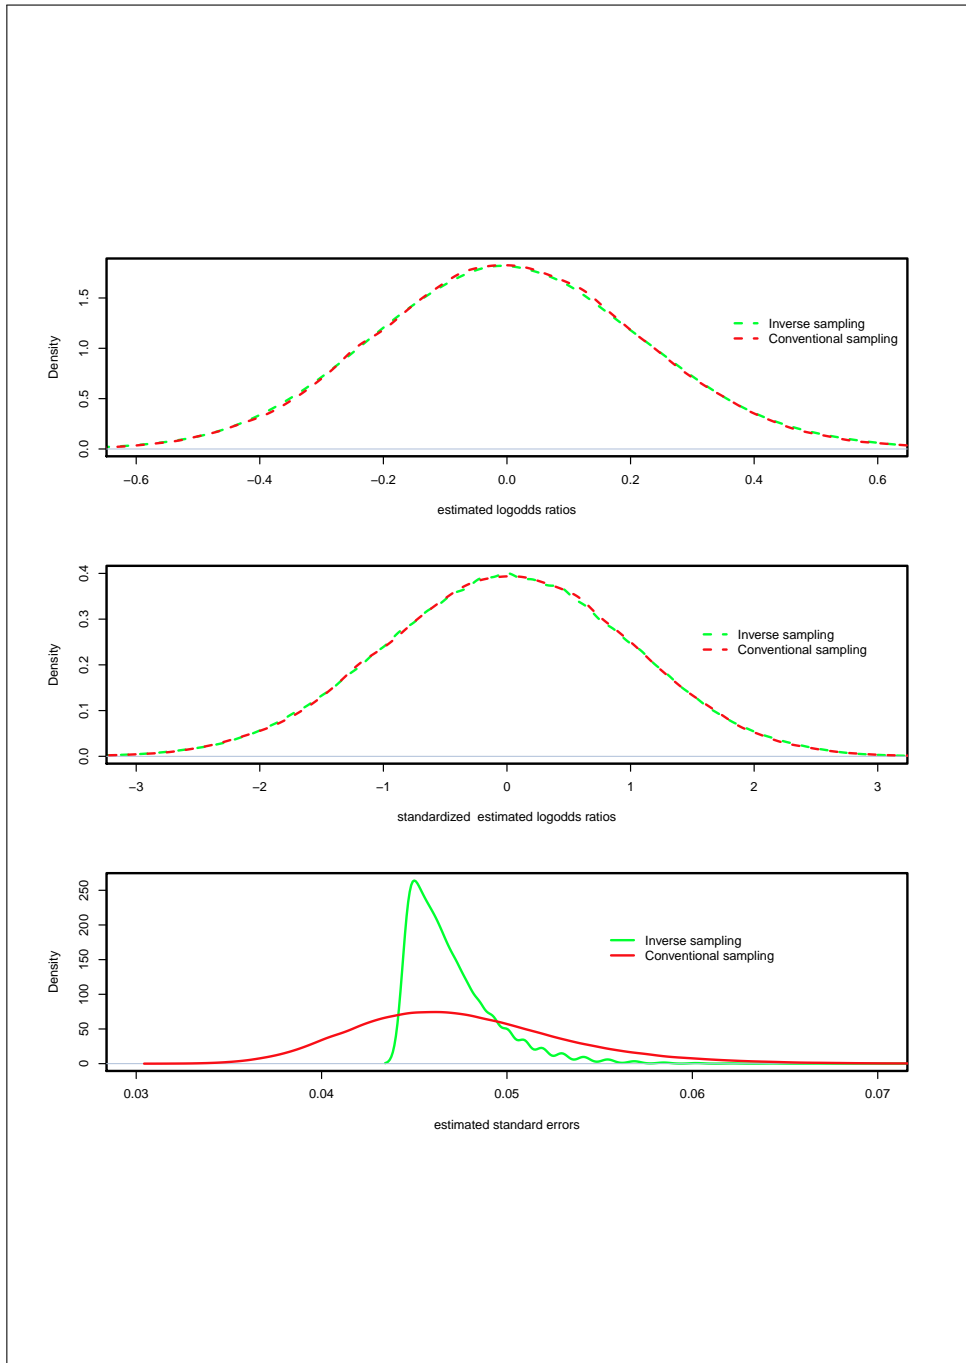 Density
0.0 0.5 1.0 1.5
Inverse sampling
Conventional sampling
−0.6 −0.4 −0.2 0.0 0.2 0.4 0.6
estimated logodds ratios
Density
0.0 0.1 0.2 0.3 0.4
Inverse sampling
Conventional sampling
−3 −2 −1 0 1 2 3
standardized estimated logodds ratios
Density
0 50 100 150 200 250
Inverse sampling
Conventional sampling
0.03 0.04 0.05 0.06 0.07
estimated standard errors